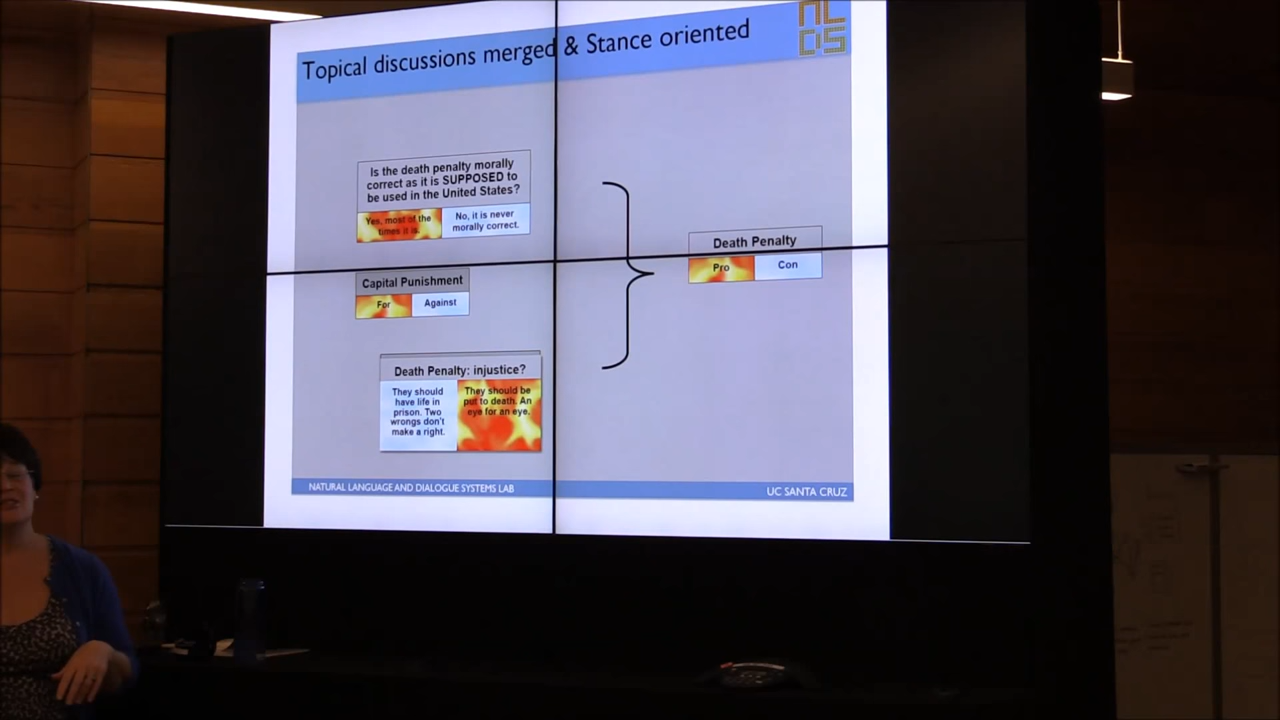 Topical discussions merged & Stance oriented
NLDS
Is the death penalty morally
correct as it is SUPPOSED to
be used in the United States?
Yes, most of the
times it is.
No, it is never
morally correct.
Capital Punishment
For
Against
Death Penalty: injustice?
They should
have life in
prison. Two
wrongs don't
make a right.
They should be
put to death. An
eye for an eye.
Death Penalty
Pro
Con
NATURAL LANGUAGE AND DIALOGUE SYSTEMS LAB
UC SANTA CRUZ